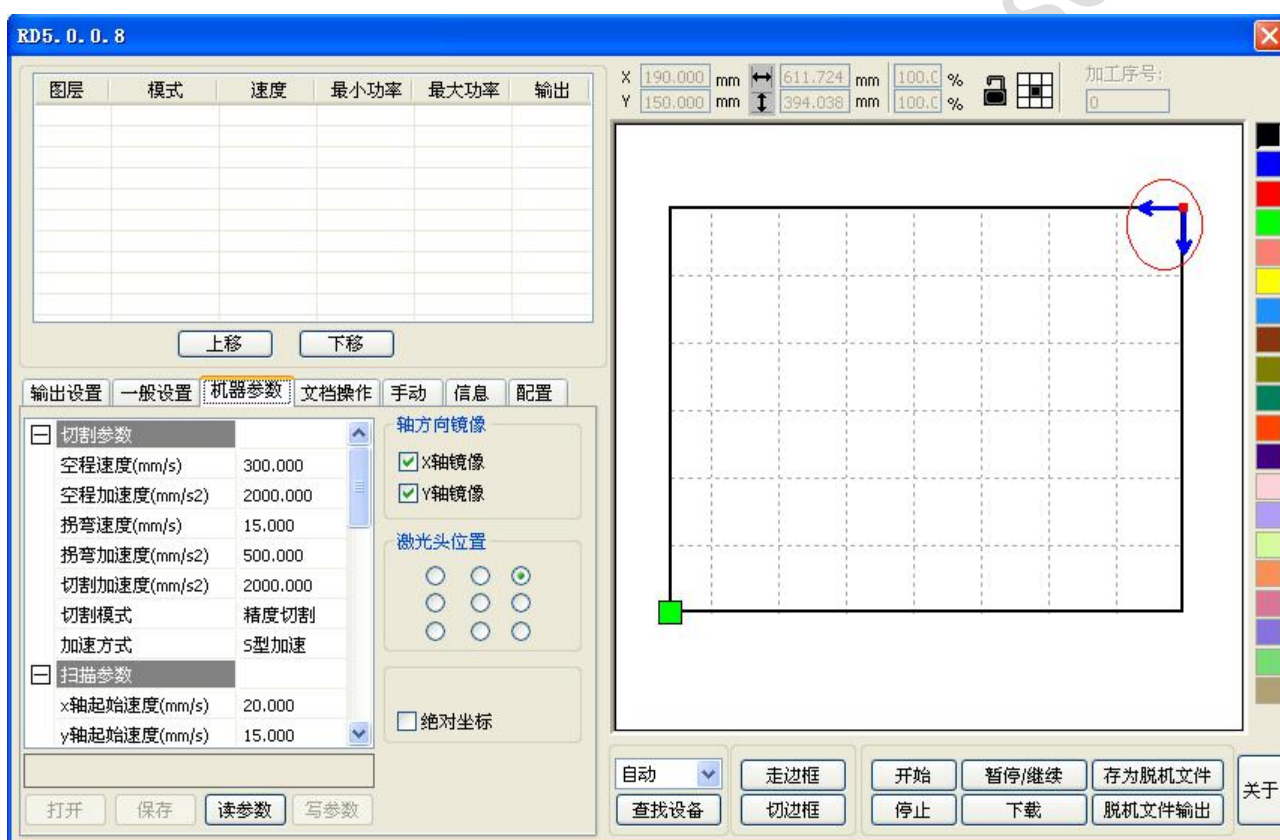 RD5.0.0.8
图层 模式 速度 最小功率 最大功率 输出
上移 下移
输出设置 一般设置 机器参数 文档操作 手动 信息 配置
切割参数
空程速度(mm/s) 300.000
空程加速度(mm/s2) 2000.000
拐弯速度(mm/s) 15.000
拐弯加速度(mm/s2) 500.000
切割加速度(mm/s2) 2000.000
切割模式 精度切割
加速方式 S型加速
扫描参数
x轴起始速度(mm/s) 20.000
y轴起始速度(mm/s) 15.000
打开 保存 读参数 写参数
轴方向镜像
X轴镜像
Y轴镜像
激光头位置
绝对坐标
X 190.000 mm 611.724 mm 100.0 %
Y 150.000 mm 394.038 mm 100.0 %
加工序号:
0
自动 走边框 开始 暂停/继续 存为脱机文件
查找设备 切边框 停止 下载 脱机文件输出
关于